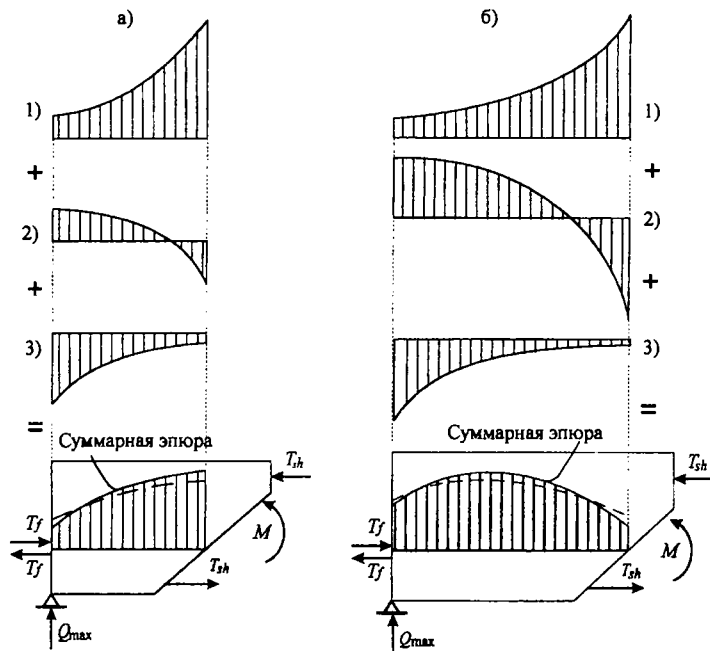 а)
б)
1)
1)
+
+
2)
2)
+
+
3)
3)
=
=
Суммарная эпюра
Суммарная эпюра
T_sh
T_sh
T_f
T_f
M
M
T_f
T_f
T_sh
T_sh
Q_max
Q_max